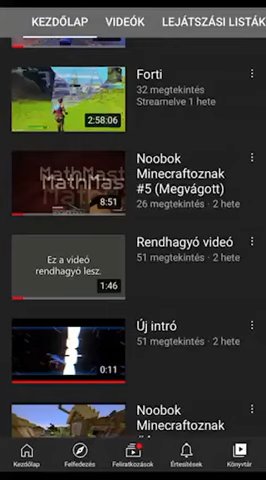 KEZDŐLAP VIDEÓK LEJÁTSZÁSI LISTÁK
Forti
32 megtekintés
Streamelve 1 hete
2:58:06
Noobok
Minecraftoznak
#5 (Megvágott)
26 megtekintés · 2 hete
MathMast
MathMas
8:51
Rendhagyó videó
51 megtekintés · 2 hete
Ez a videó
rendhagyó lesz.
1:46
Új intró
51 megtekintés · 2 hete
0:11
Noobok
Minecraftoznak
Kezdőlap Felfedezés Feliratkozások Értesítések Könyvtár